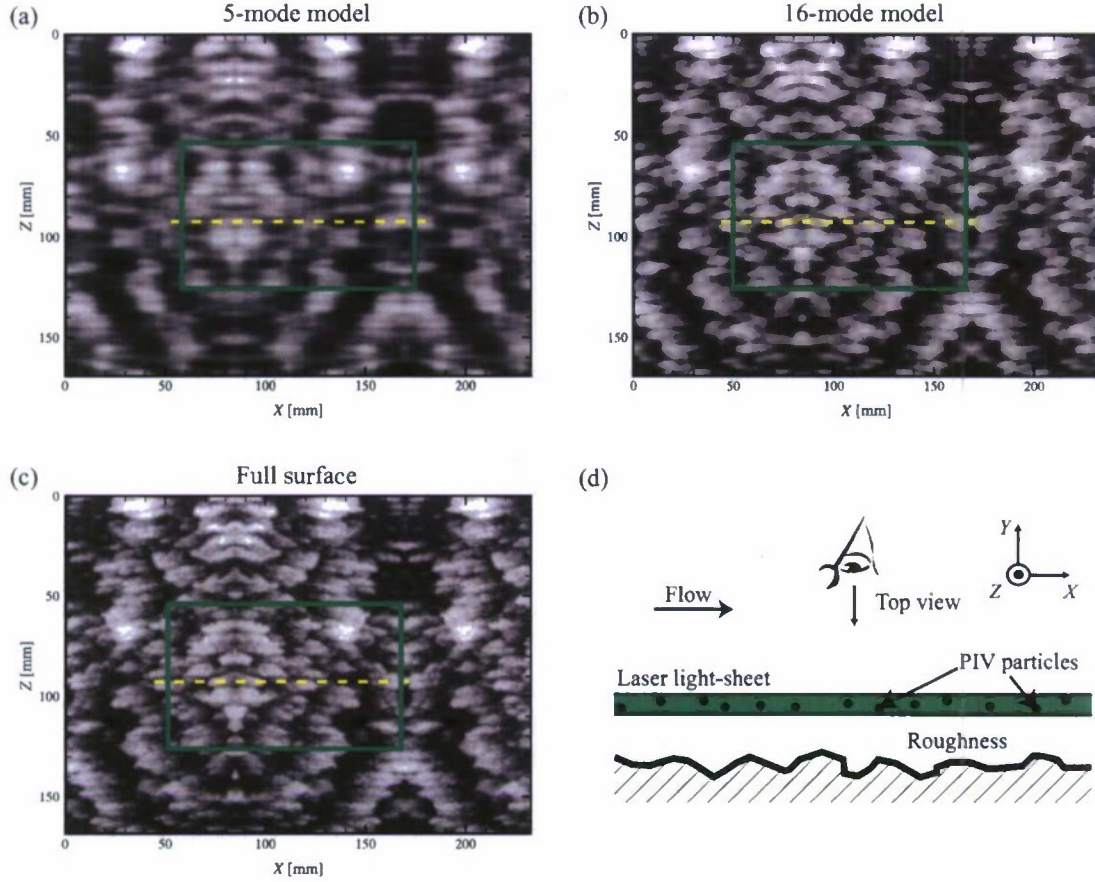 (a)
5-mode model
0
50
100
150
Z [mm]
0
50
100
150
200
X [mm]
(b)
16-mode model
0
50
100
150
Z [mm]
0
50
100
150
200
X [mm]
(c)
Full surface
0
50
100
150
Z [mm]
0
50
100
150
200
X [mm]
(d)
Flow
Top view
Y
Z
X
Laser light-sheet
PIV particles
Roughness